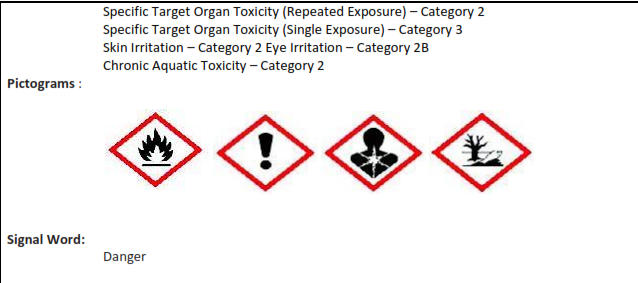 Specific Target Organ Toxicity (Repeated Exposure) – Category 2
Specific Target Organ Toxicity (Single Exposure) – Category 3
Skin Irritation – Category 2 Eye Irritation – Category 2B
Chronic Aquatic Toxicity – Category 2
Pictograms :
Signal Word:
Danger